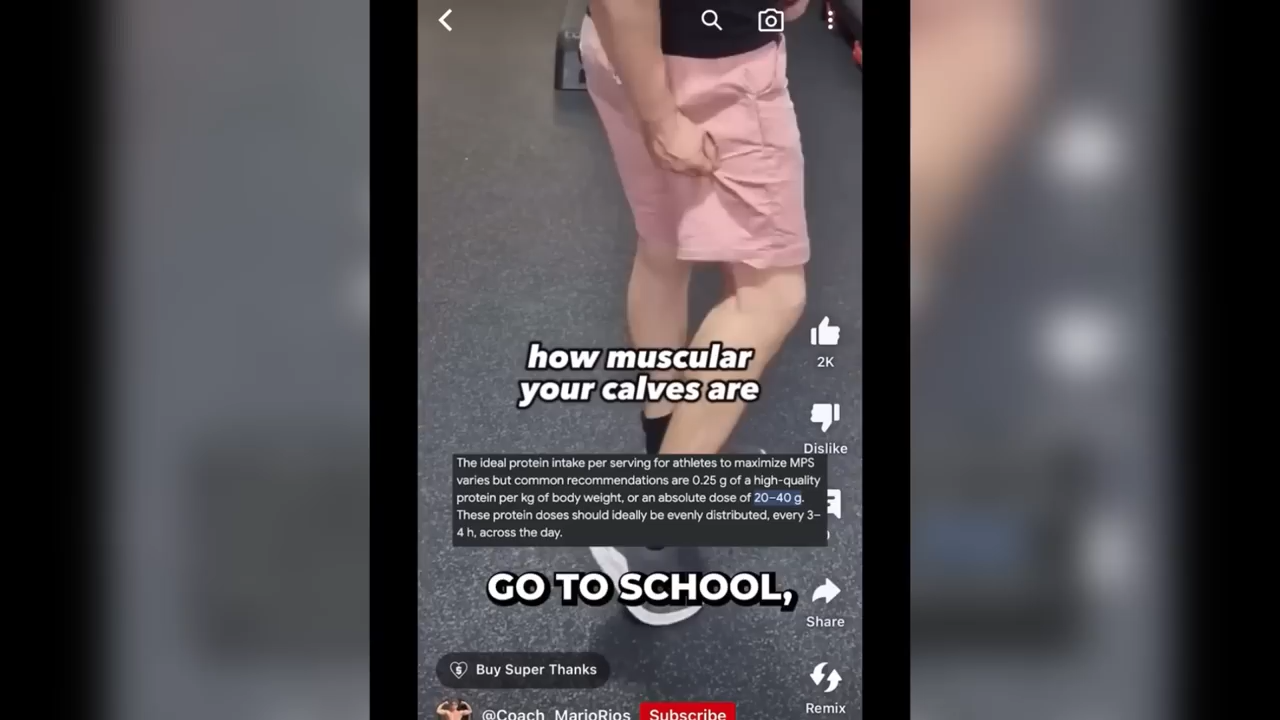 how muscular
your calves are
2K
Dislike
The ideal protein intake per serving for athletes to maximize MPS
varies but common recommendations are 0.25 g of a high-quality
protein per kg of body weight, or an absolute dose of 20–40 g.
These protein doses should ideally be evenly distributed, every 3–
4 h, across the day.
GO TO SCHOOL,
Share
Buy Super Thanks
Remix
@Coach_MarioRios
Subscribe